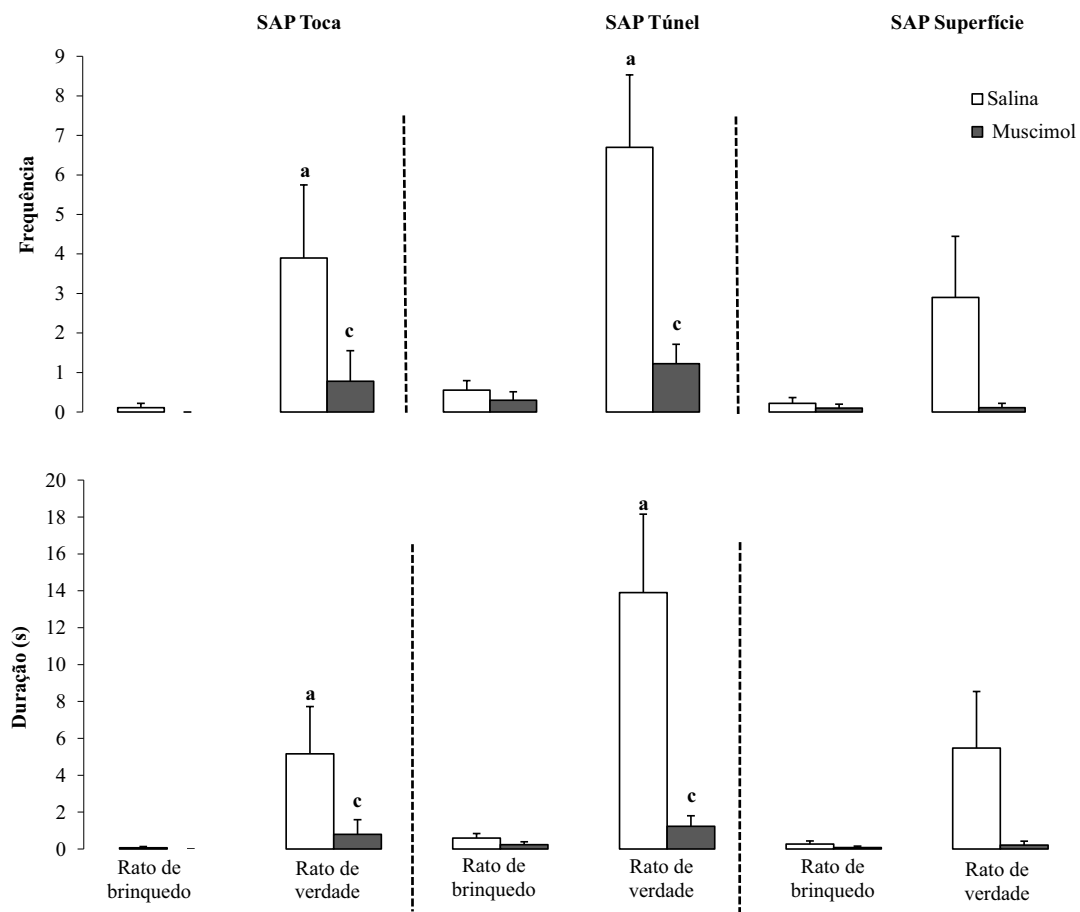 SAP Toca
SAP Túnel
SAP Superfície
Frequência
9
8
7
6
5
4
3
2
1
0
a
c
a
c
Salina
Muscimol
Duração (s)
20
18
16
14
12
10
8
6
4
2
0
a
c
a
c
Rato de
brinquedo
Rato de
verdade
Rato de
brinquedo
Rato de
verdade
Rato de
brinquedo
Rato de
verdade